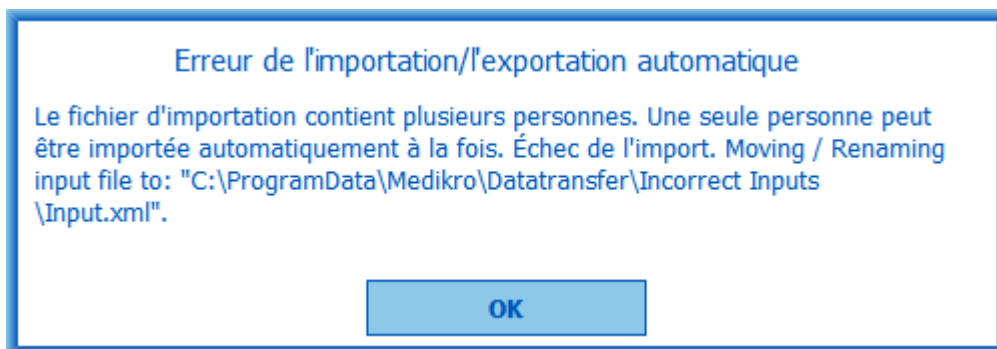 Erreur de l'importation/l'exportation automatique
Le fichier d'importation contient plusieurs personnes. Une seule personne peut
être importée automatiquement à la fois. Échec de l'import. Moving / Renaming
input file to: "C:\ProgramData\Medikro\Datatransfer\Incorrect Inputs
\Input.xml".
OK